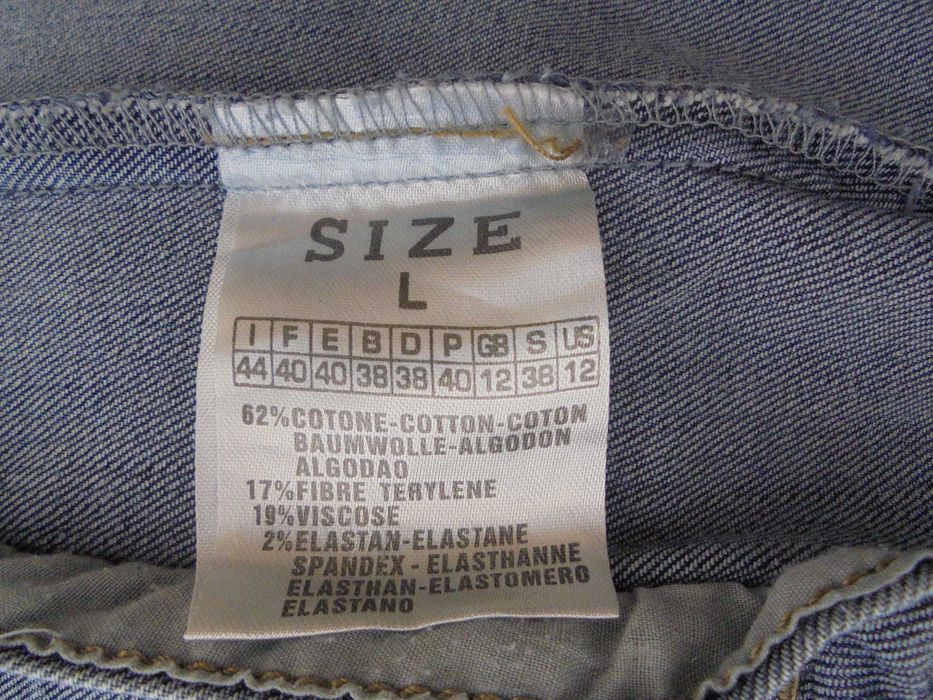 SIZE
L
I F E B D P GB S US
44 40 40 38 38 40 12 38 12
62%COTONE-COTTON-COTON
BAUMWOLLE-ALGODON
ALGODAO
17%FIBRE TERYLENE
19%VISCOSE
2%ELASTAN-ELASTANE
SPANDEX-ELASTHANNE
ELASTHAN-ELASTOMERO
ELASTANO